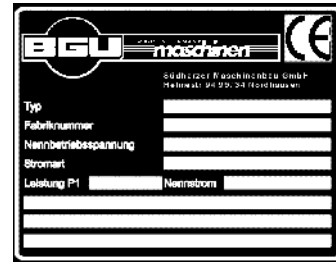 BGU
maschinen
CE
Südharzer Maschinenbau GmbH
Helmestr. 94 99734 Nordhausen
Typ
Fabriknummer
Nennbetriebsspannung
Stromart
Leistung P1 Nennstrom